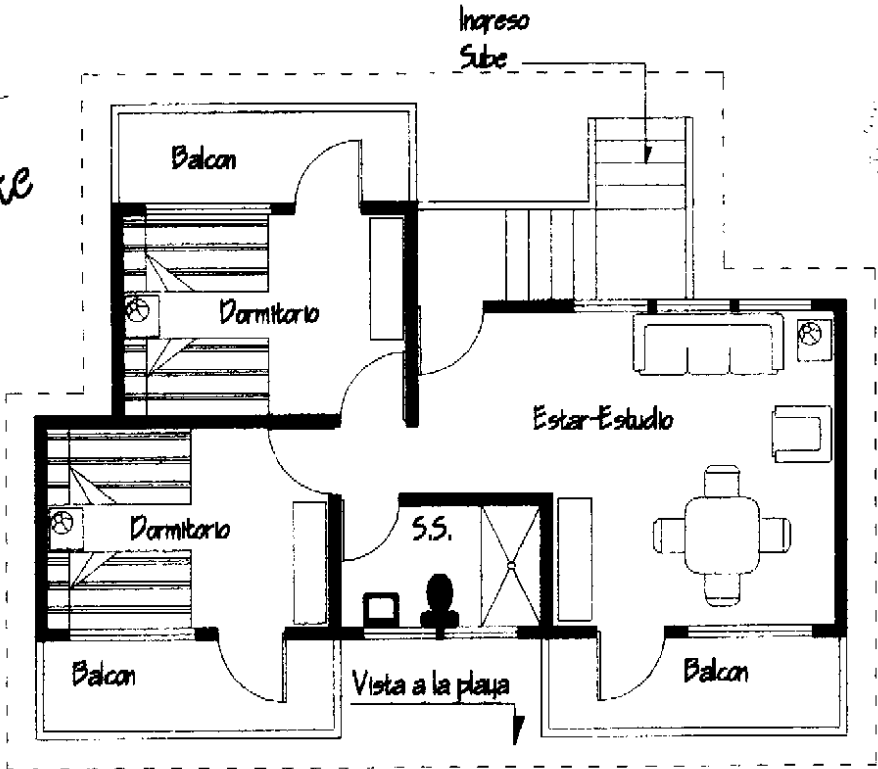 Ingreso
Sube
Balcon
Dormitorio
Estar-Estudio
Dormitorio
S.S.
Balcon
Vista a la playa
Balcon